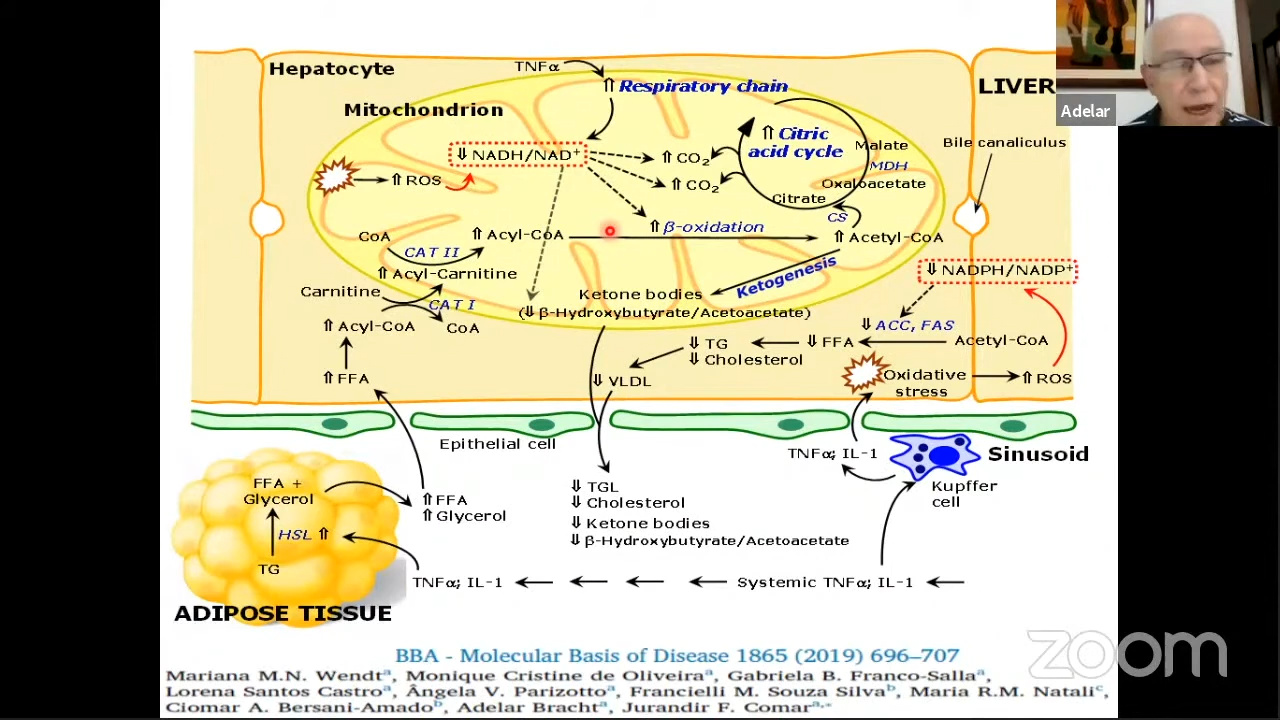 Hepatocyte
TNFα
⇑ Respiratory chain
LIVER
Mitochondrion
Adelar
⇑ Citric
acid cycle
Malate
MDH
Oxaloacetate
Citrate
CS
Bile canaliculus
⇓ NADH/NAD⁺
⇑ CO₂
⇑ CO₂
⇑ ROS
⇑ β-oxidation
CoA
⇑ Acyl-CoA
⇑ Acetyl-CoA
CAT II
⇑ Acyl-Carnitine
Ketogenesis
⇓ NADPH/NADP⁺
Carnitine
CAT I
Ketone bodies
(⇓ β-Hydroxybutyrate/Acetoacetate)
⇑ Acyl-CoA
CoA
⇓ ACC, FAS
⇓ TG
⇓ Cholesterol
⇓ FFA
Acetyl-CoA
⇑ FFA
⇓ VLDL
Oxidative
stress
⇑ ROS
Epithelial cell
TNFα; IL-1
Sinusoid
Kupffer
cell
FFA +
Glycerol
⇑ FFA
⇑ Glycerol
⇓ TGL
⇓ Cholesterol
⇓ Ketone bodies
⇓ β-Hydroxybutyrate/Acetoacetate
HSL ⇑
TG
TNFα; IL-1
Systemic TNFα; IL-1
ADIPOSE TISSUE
zoom
BBA - Molecular Basis of Disease 1865 (2019) 696–707
Mariana M.N. Wendtᵃ, Monique Cristine de Oliveiraᵃ, Gabriela B. Franco-Sallaᵃ,
Lorena Santos Castroᵃ, Ângela V. Parizottoᵃ, Francielli M. Souza Silvaᵇ, Maria R.M. Nataliᶜ,
Ciomar A. Bersani-Amadoᵇ, Adelar Brachtᵃ, Jurandir F. Comarᵃ,*